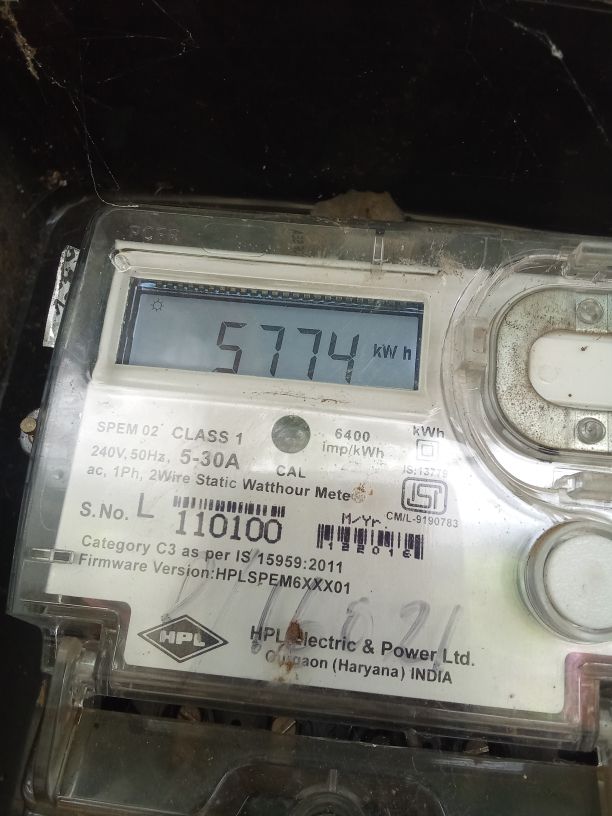 5774 kWh
SPEM 02 CLASS 1
6400
imp/kWh
kWh
240V, 50Hz, 5-30A
CAL
IS:13779
ac, 1Ph, 2Wire Static Watthour Meter
S.No. L 110100
M/Yr.
122016
CM/L-9190783
Category C3 as per IS 15959:2011
Firmware Version:HPLSPEM6XXX01
HPL
HPL Electric & Power Ltd.
Gurgaon (Haryana) INDIA